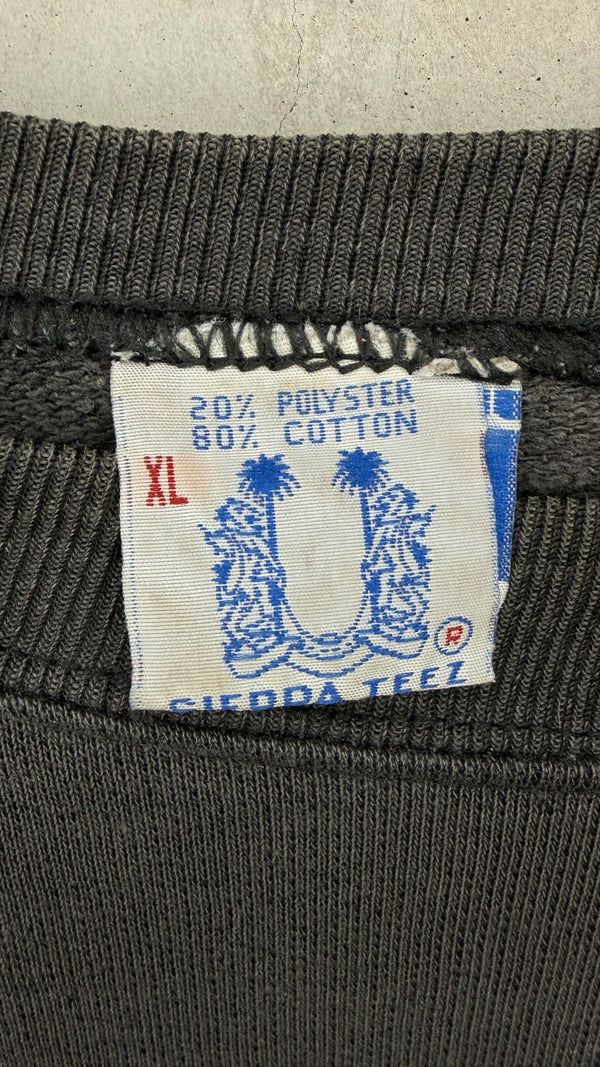 20% POLYSTER
80% COTTON
XL
®
SIERRA TEEZ